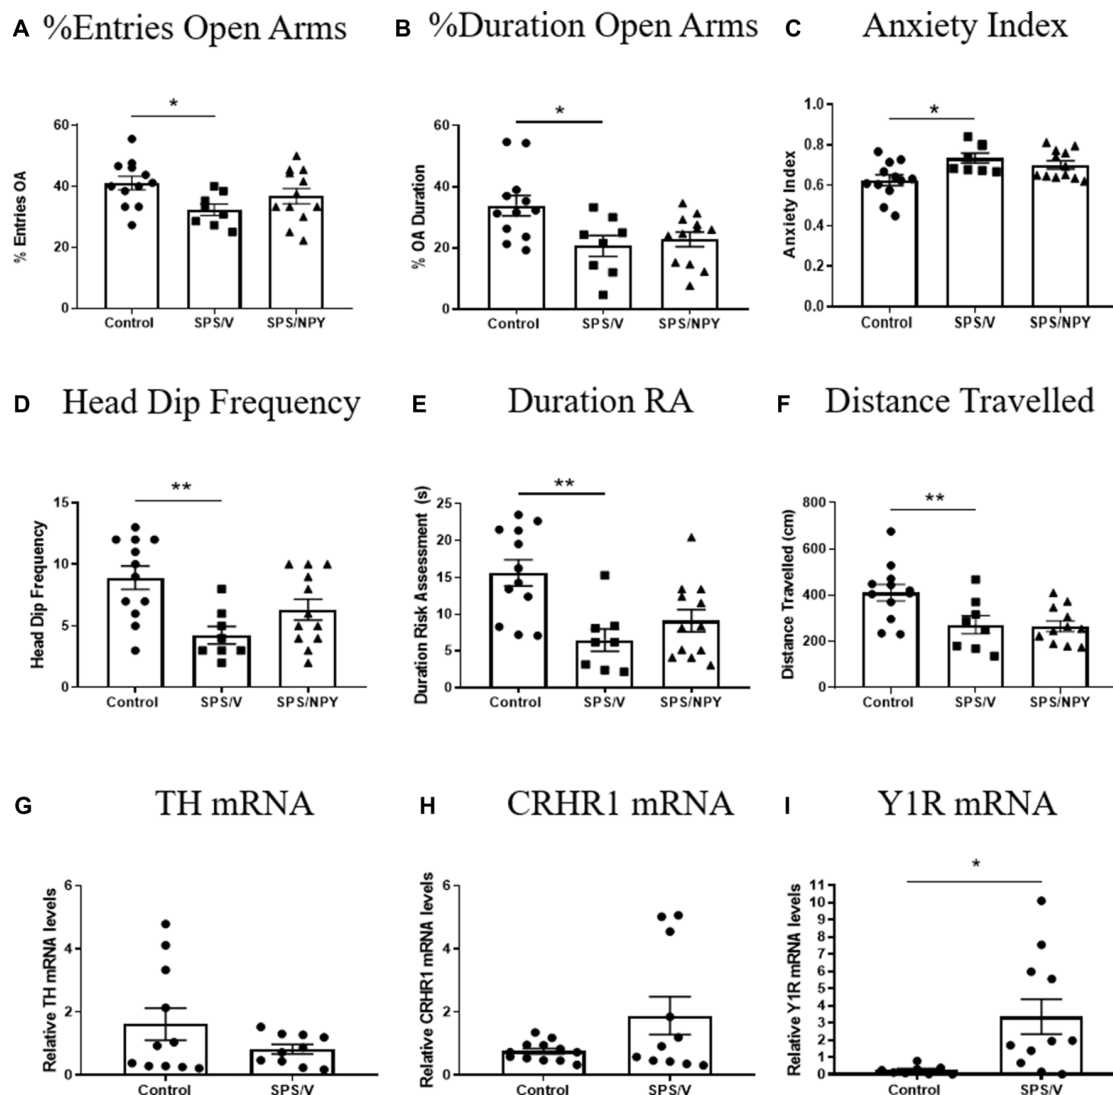 A %Entries Open Arms
B %Duration Open Arms
C Anxiety Index
*
*
*
% Entries OA
60
40
20
0
Control
SPS/V
SPS/NPY
% OA Duration
60
40
20
0
Control
SPS/V
SPS/NPY
Anxiety Index
1.0
0.8
0.6
0.4
0.2
0.0
Control
SPS/V
SPS/NPY
D Head Dip Frequency
E Duration RA
F Distance Travelled
**
**
**
Head Dip Frequency
15
10
5
0
Control
SPS/V
SPS/NPY
Duration Risk Assessment (s)
25
20
15
10
5
0
Control
SPS/V
SPS/NPY
Distance Travelled (cm)
800
600
400
200
0
Control
SPS/V
SPS/NPY
G TH mRNA
H CRHR1 mRNA
I Y1R mRNA
*
Relative TH mRNA levels
6
4
2
0
Control
SPS/V
Relative CRHR1 mRNA levels
6
4
2
0
Control
SPS/V
Relative Y1R mRNA levels
11
10
9
8
7
6
5
4
3
2
1
0
Control
SPS/V